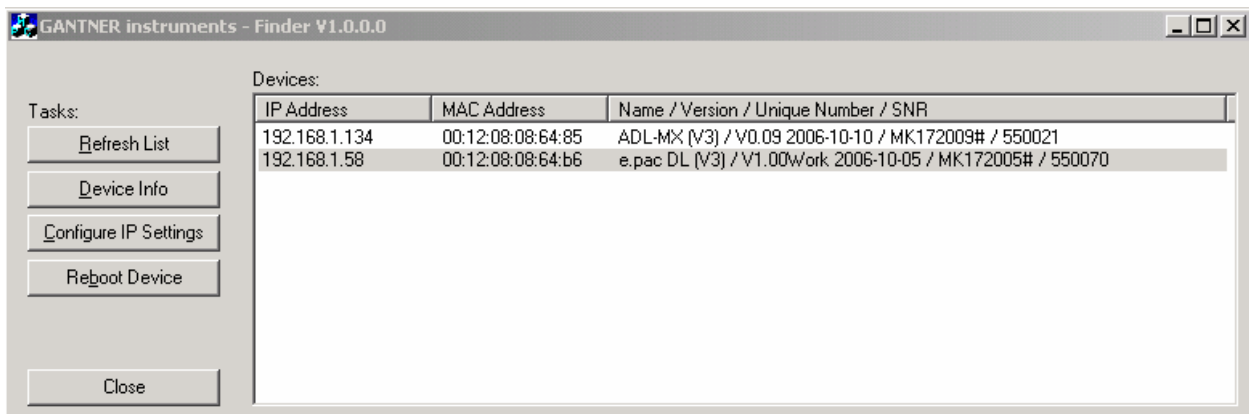 GANTNER instruments - Finder V1.0.0.0
Devices:
Tasks:
IP Address MAC Address Name / Version / Unique Number / SNR
Refresh List
192.168.1.134 00:12:08:08:64:85 ADL-MX (V3) / V0.09 2006-10-10 / MK172009# / 550021
192.168.1.58 00:12:08:08:64:b6 e.pac DL (V3) / V1.00Work 2006-10-05 / MK172005# / 550070
Device Info
Configure IP Settings
Reboot Device
Close